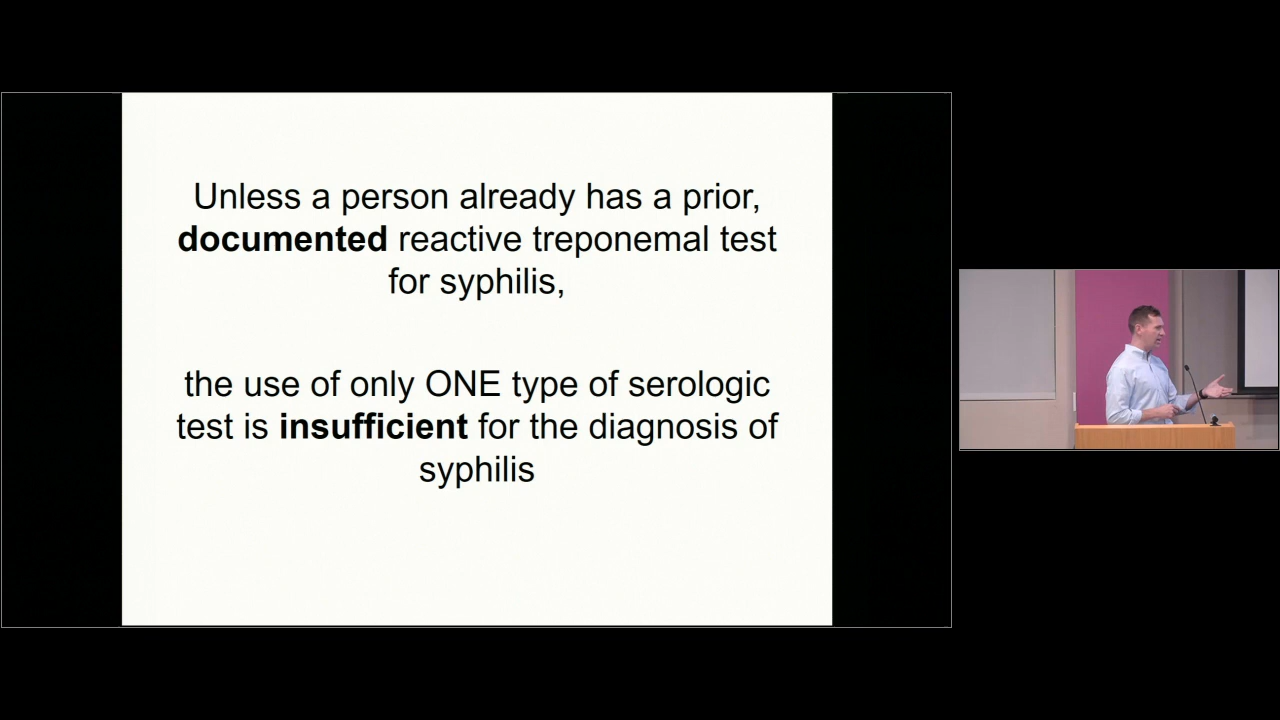 Unless a person already has a prior,
documented reactive treponemal test
for syphilis,
the use of only ONE type of serologic
test is insufficient for the diagnosis of
syphilis